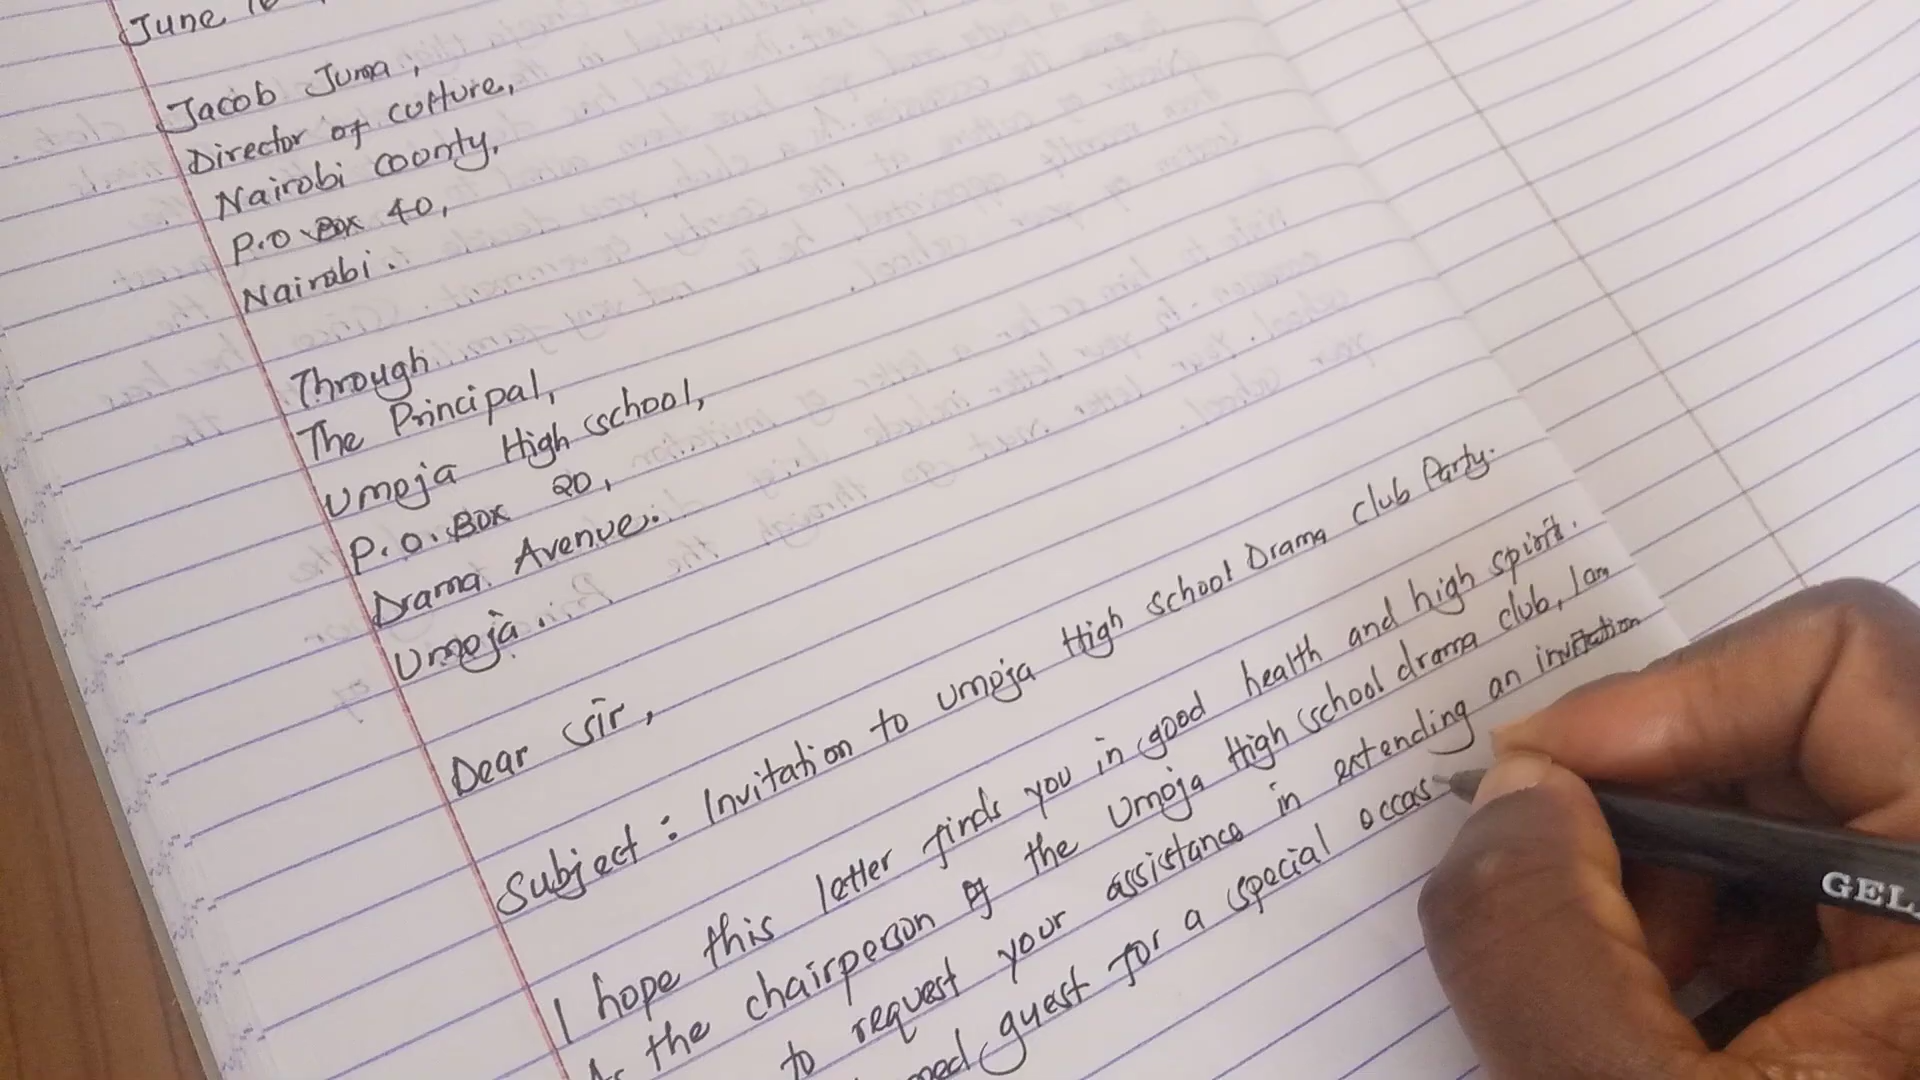 June
Jacob Juma,
Director of culture,
Nairobi county,
P.O Box 40,
Nairobi.
Through
The Principal,
Umoja High school,
P.O. Box 20,
Drama Avenue.
Umoja.
Dear Sir,
Subject: Invitation to Umoja High school Drama club Party.
I hope this letter finds you in good health and high spirit.
As the chairperson of the Umoja High school drama club, I am
to request your assistance in extending an invitation
guest for a special occas
GEL